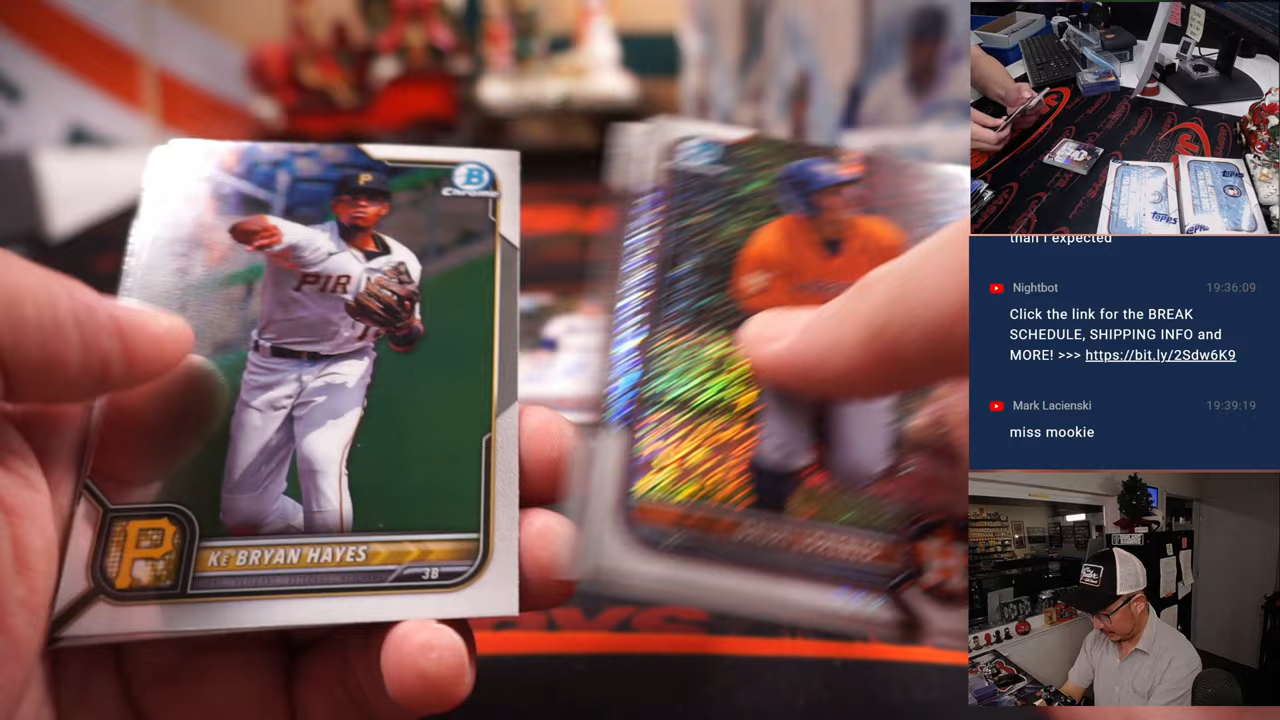 B
Chrome
P
PIR
P
KE'BRYAN HAYES
3B
TOPPS
TOPPS
than I expected
Nightbot
19:36:09
Click the link for the BREAK
SCHEDULE, SHIPPING INFO and
MORE! >>> https://bit.ly/2Sdw6K9
Mark Lacienski
19:39:19
miss mookie